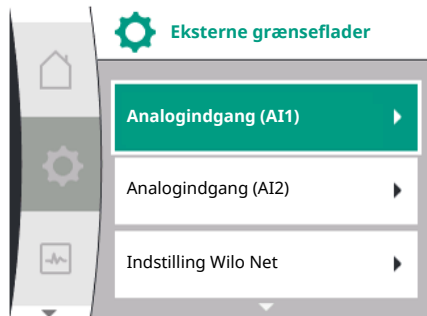 Eksterne grænseflader
Analogindgang (AI1)
Analogindgang (AI2)
Indstilling Wilo Net